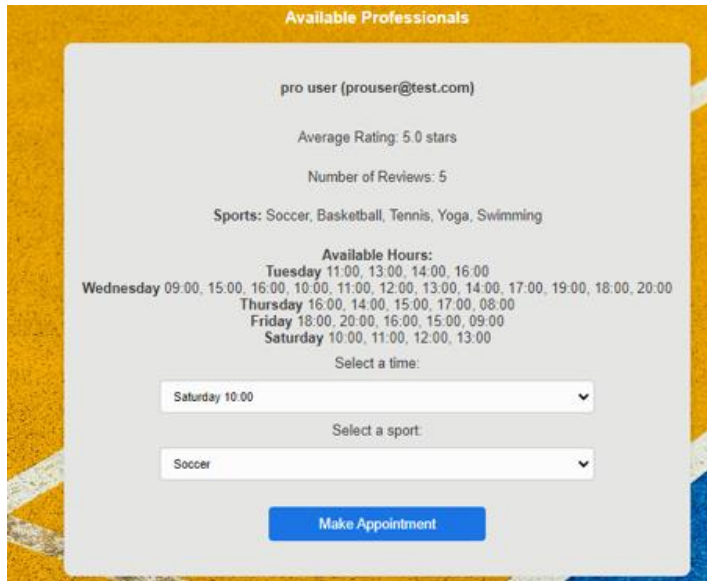 Available Professionals
pro user (prouser@test.com)
Average Rating: 5.0 stars
Number of Reviews: 5
Sports: Soccer, Basketball, Tennis, Yoga, Swimming
Available Hours:
Tuesday 11:00, 13:00, 14:00, 16:00
Wednesday 09:00, 15:00, 16:00, 10:00, 11:00, 12:00, 13:00, 14:00, 17:00, 19:00, 18:00, 20:00
Thursday 16:00, 14:00, 15:00, 17:00, 08:00
Friday 18:00, 20:00, 16:00, 15:00, 09:00
Saturday 10:00, 11:00, 12:00, 13:00
Select a time:
Saturday 10:00
Select a sport:
Soccer
Make Appointment